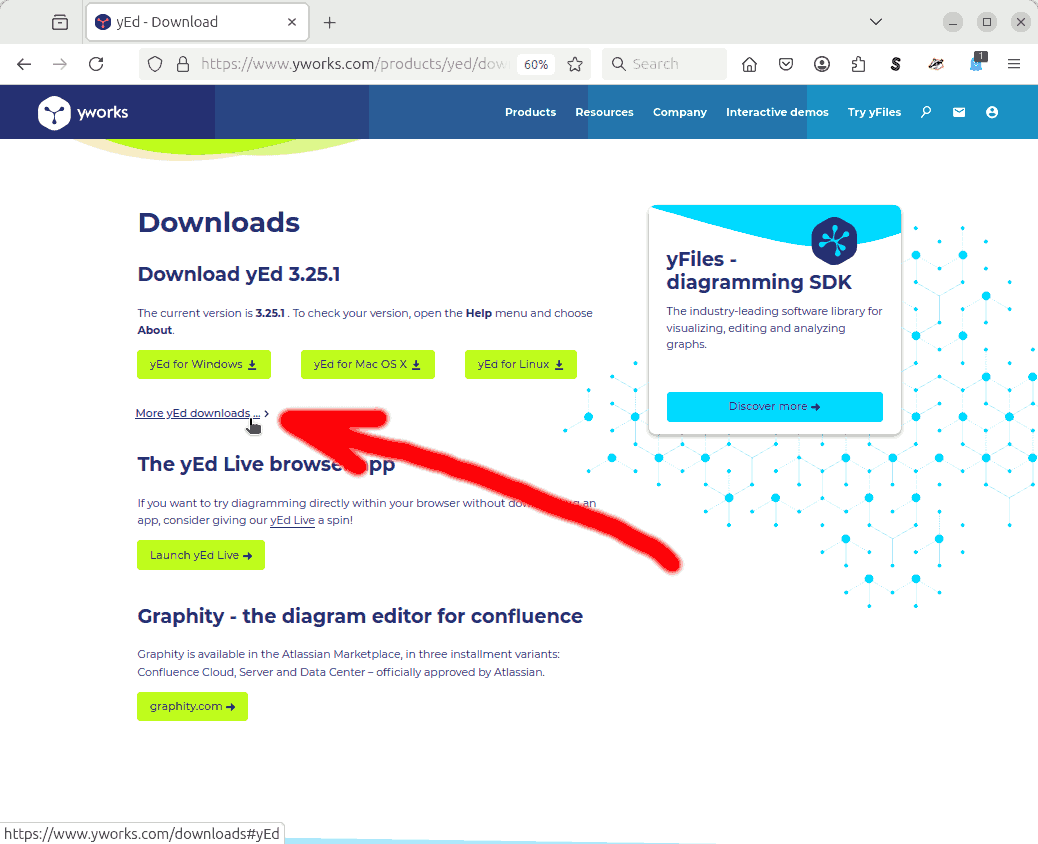 yEd - Download
https://www.yworks.com/products/yed/dow
60%
Search
1
yworks
Products
Resources
Company
Interactive demos
Try yFiles
Downloads
Download yEd 3.25.1
The current version is 3.25.1 . To check your version, open the Help menu and choose
About.
yEd for Windows
yEd for Mac OS X
yEd for Linux
More yEd downloads ...
yFiles -
diagramming SDK
The industry-leading software library for
visualizing, editing and analyzing
graphs.
Discover more
The yEd Live browser app
If you want to try diagramming directly within your browser without an
app, consider giving our yEd Live a spin!
Launch yEd Live
Graphity - the diagram editor for confluence
Graphity is available in the Atlassian Marketplace, in three installment variants:
Confluence Cloud, Server and Data Center – officially approved by Atlassian.
graphity.com
https://www.yworks.com/downloads#yEd